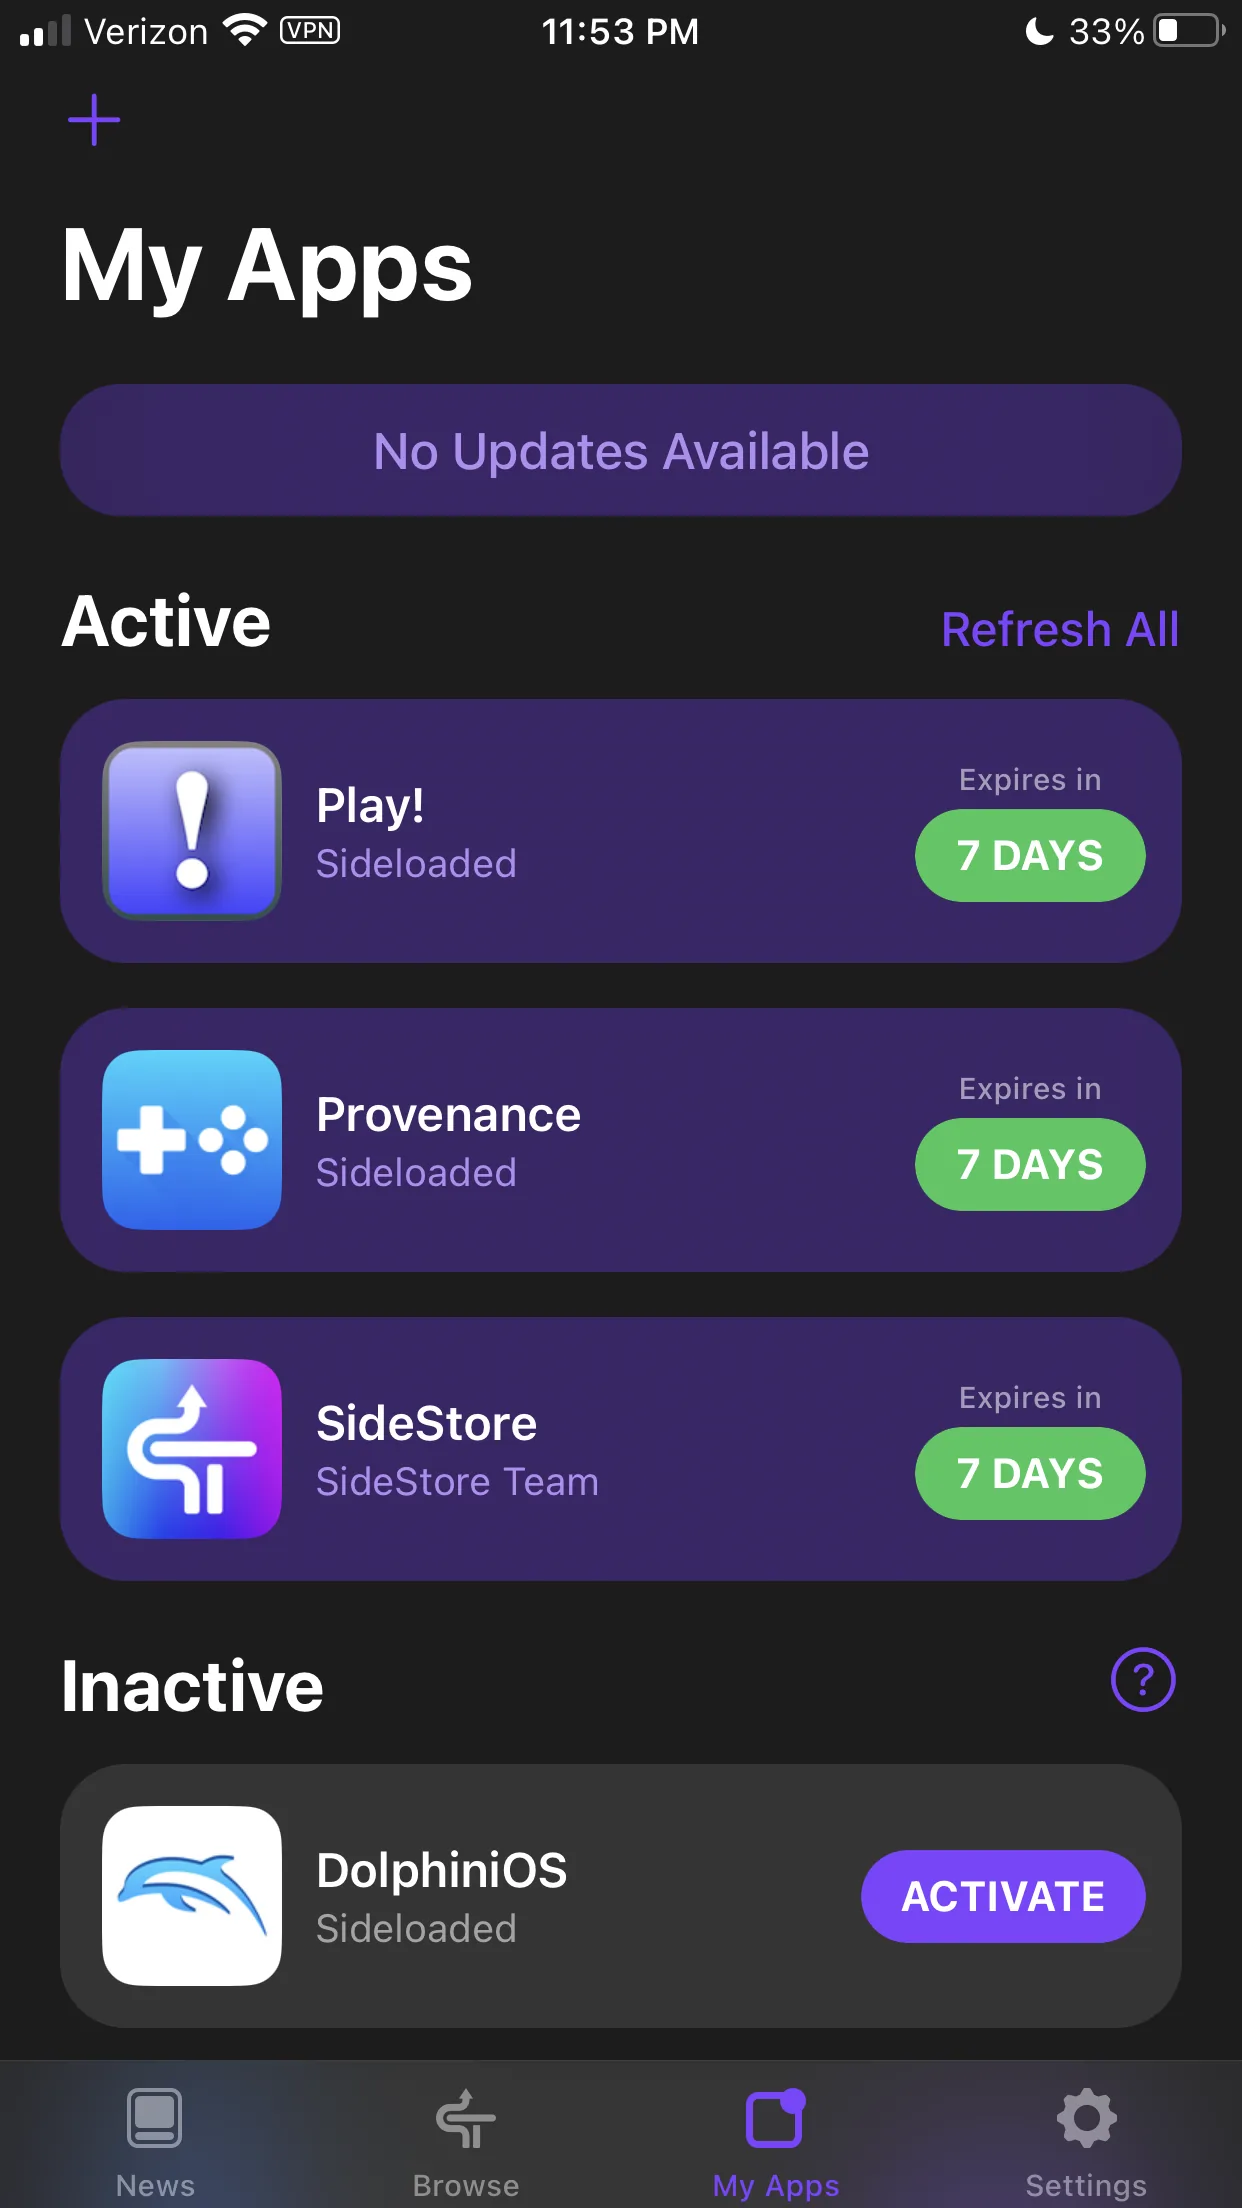 Verizon VPN 11:53 PM 33%
My Apps
No Updates Available
Active Refresh All
Play!
Sideloaded
Expires in
7 DAYS
Provenance
Sideloaded
Expires in
7 DAYS
SideStore
SideStore Team
Expires in
7 DAYS
Inactive ?
DolphiniOS
Sideloaded
ACTIVATE
News Browse My Apps Settings